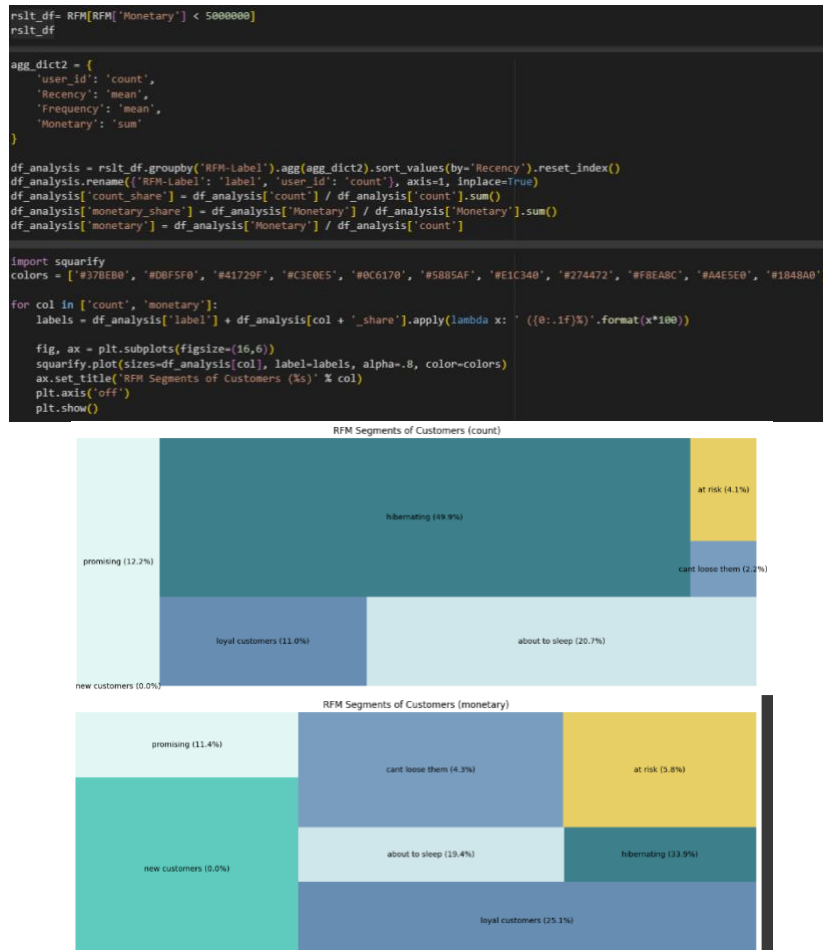 rslt_df= RFM[RFM['Monetary'] < 5000000]
rslt_df
agg_dict2 = {
    'user_id': 'count',
    'Recency': 'mean',
    'Frequency': 'mean',
    'Monetary': 'sum'
}
df_analysis = rslt_df.groupby('RFM-Label').agg(agg_dict2).sort_values(by='Recency').reset_index()
df_analysis.rename({'RFM-Label': 'label', 'user_id': 'count'}, axis=1, inplace=True)
df_analysis['count_share'] = df_analysis['count'] / df_analysis['count'].sum()
df_analysis['monetary_share'] = df_analysis['Monetary'] / df_analysis['Monetary'].sum()
df_analysis['monetary'] = df_analysis['Monetary'] / df_analysis['count']
import squarify
colors = ['#37BEB0', '#DBF5F0', '#41729F', '#C3E0E5', '#0C6170', '#5885AF', '#E1C340', '#274472', '#F8EA8C', '#A4E5E0', '#1848A0'
for col in ['count', 'monetary']:
    labels = df_analysis['label'] + df_analysis[col + '_share'].apply(lambda x: ' ({0:.1f}%)'.format(x*100))
    fig, ax = plt.subplots(figsize=(16,6))
    squarify.plot(sizes=df_analysis[col], label=labels, alpha=.8, color=colors)
    ax.set_title('RFM Segments of Customers (%s)' % col)
    plt.axis('off')
    plt.show()
RFM Segments of Customers (count)
at risk (4.1%)
hibernating (49.9%)
promising (12.2%)
cant loose them (2.2%)
loyal customers (11.0%)
about to sleep (20.7%)
new customers (0.0%)
RFM Segments of Customers (monetary)
promising (11.4%)
cant loose them (4.3%)
at risk (5.8%)
about to sleep (19.4%)
hibernating (33.9%)
new customers (0.0%)
loyal customers (25.1%)